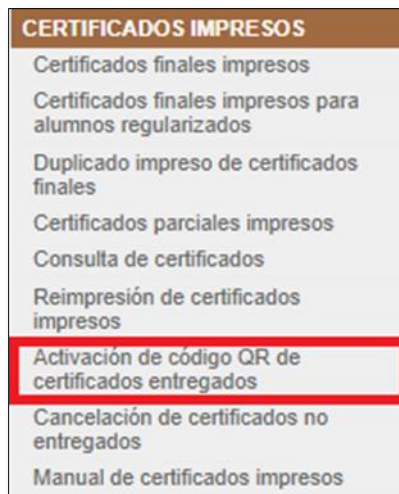 CERTIFICADOS IMPRESOS
Certificados finales impresos
Certificados finales impresos para
alumnos regularizados
Duplicado impreso de certificados
finales
Certificados parciales impresos
Consulta de certificados
Reimpresión de certificados
impresos
Activación de código QR de
certificados entregados
Cancelación de certificados no
entregados
Manual de certificados impresos